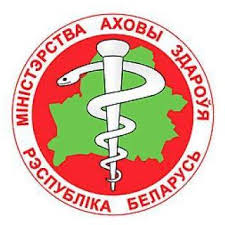 МІНІСТЭРСТВА АХОВЫ ЗДАРОЎЯ
РЭСПУБЛІКА БЕЛАРУСЬ